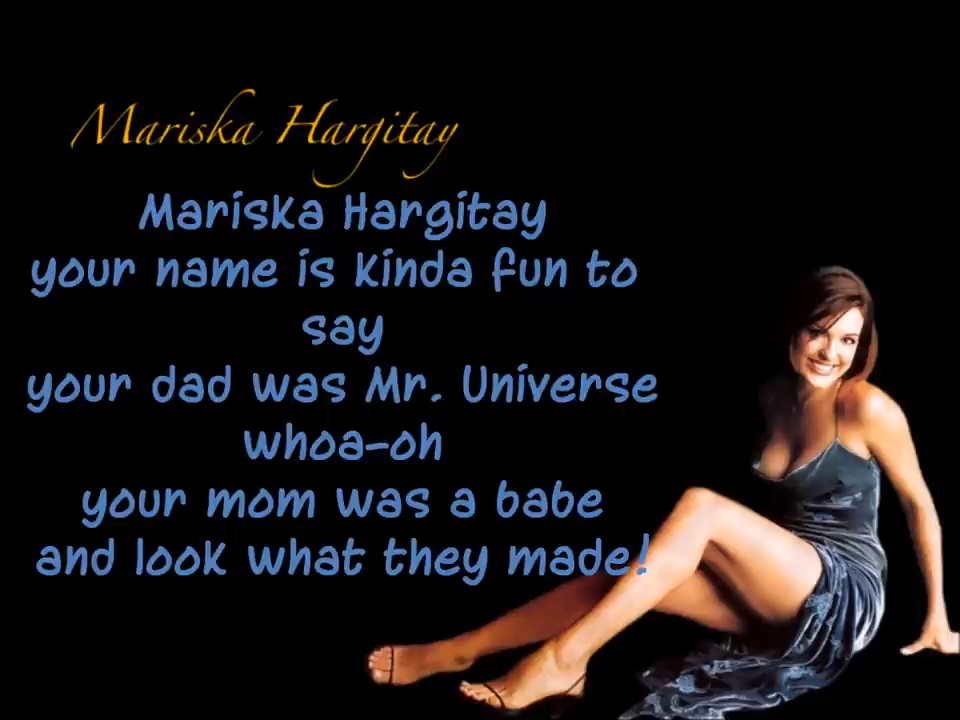 Mariska Hargitay
Mariska Hargitay
your name is kinda fun to
say
your dad was Mr. Universe
whoa-oh
your mom was a babe
and look what they made!